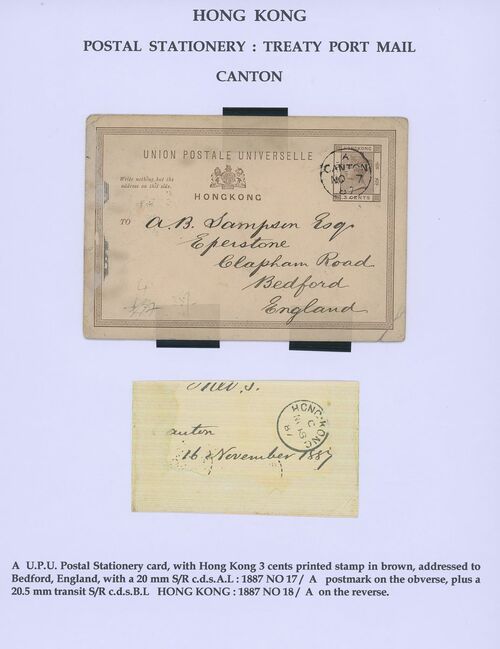 HONG KONG
POSTAL STATIONERY : TREATY PORT MAIL
CANTON
UNION POSTALE UNIVERSELLE
HONGKONG
A
CANTON
NO-7
87
3 CENTS
Write nothing but the
address on this side.
HONGKONG
TO A.B. Sampson Esq
Eperstone
Clapham Road
Bedford
England
HONG-KONG
C
NO 18
87
anton
16 November 1887
A U.P.U. Postal Stationery card, with Hong Kong 3 cents printed stamp in brown, addressed to
Bedford, England, with a 20 mm S/R c.d.s.A.L : 1887 NO 17 / A postmark on the obverse, plus a
20.5 mm transit S/R c.d.s.B.L HONG KONG : 1887 NO 18 / A on the reverse.